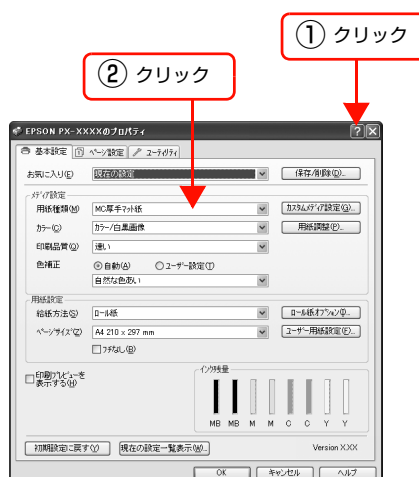 ① クリック
② クリック
EPSON PX-XXXXのプロパティ
基本設定 ページ設定 ユーティリティ
お気に入り(E) 現在の設定 保存/削除(D)...
メディア設定
用紙種類(M) MC厚手マット紙 カスタムメディア設定(G)...
カラー(C) カラー/白黒画像 用紙調整(P)...
印刷品質(Q) 速い
色補正 自動(A) ユーザー設定(T)
自然な色あい
用紙設定
給紙方法(S) ロール紙 ロール紙オプション(J)...
ページサイズ(Z) A4 210 x 297 mm ユーザー用紙設定(F)...
フチなし(B)
印刷プレビューを
表示する(H)
インク残量
MB MB M M C C Y Y
初期設定に戻す(Y) 現在の設定一覧表示(W)... Version X.XX
OK キャンセル ヘルプ